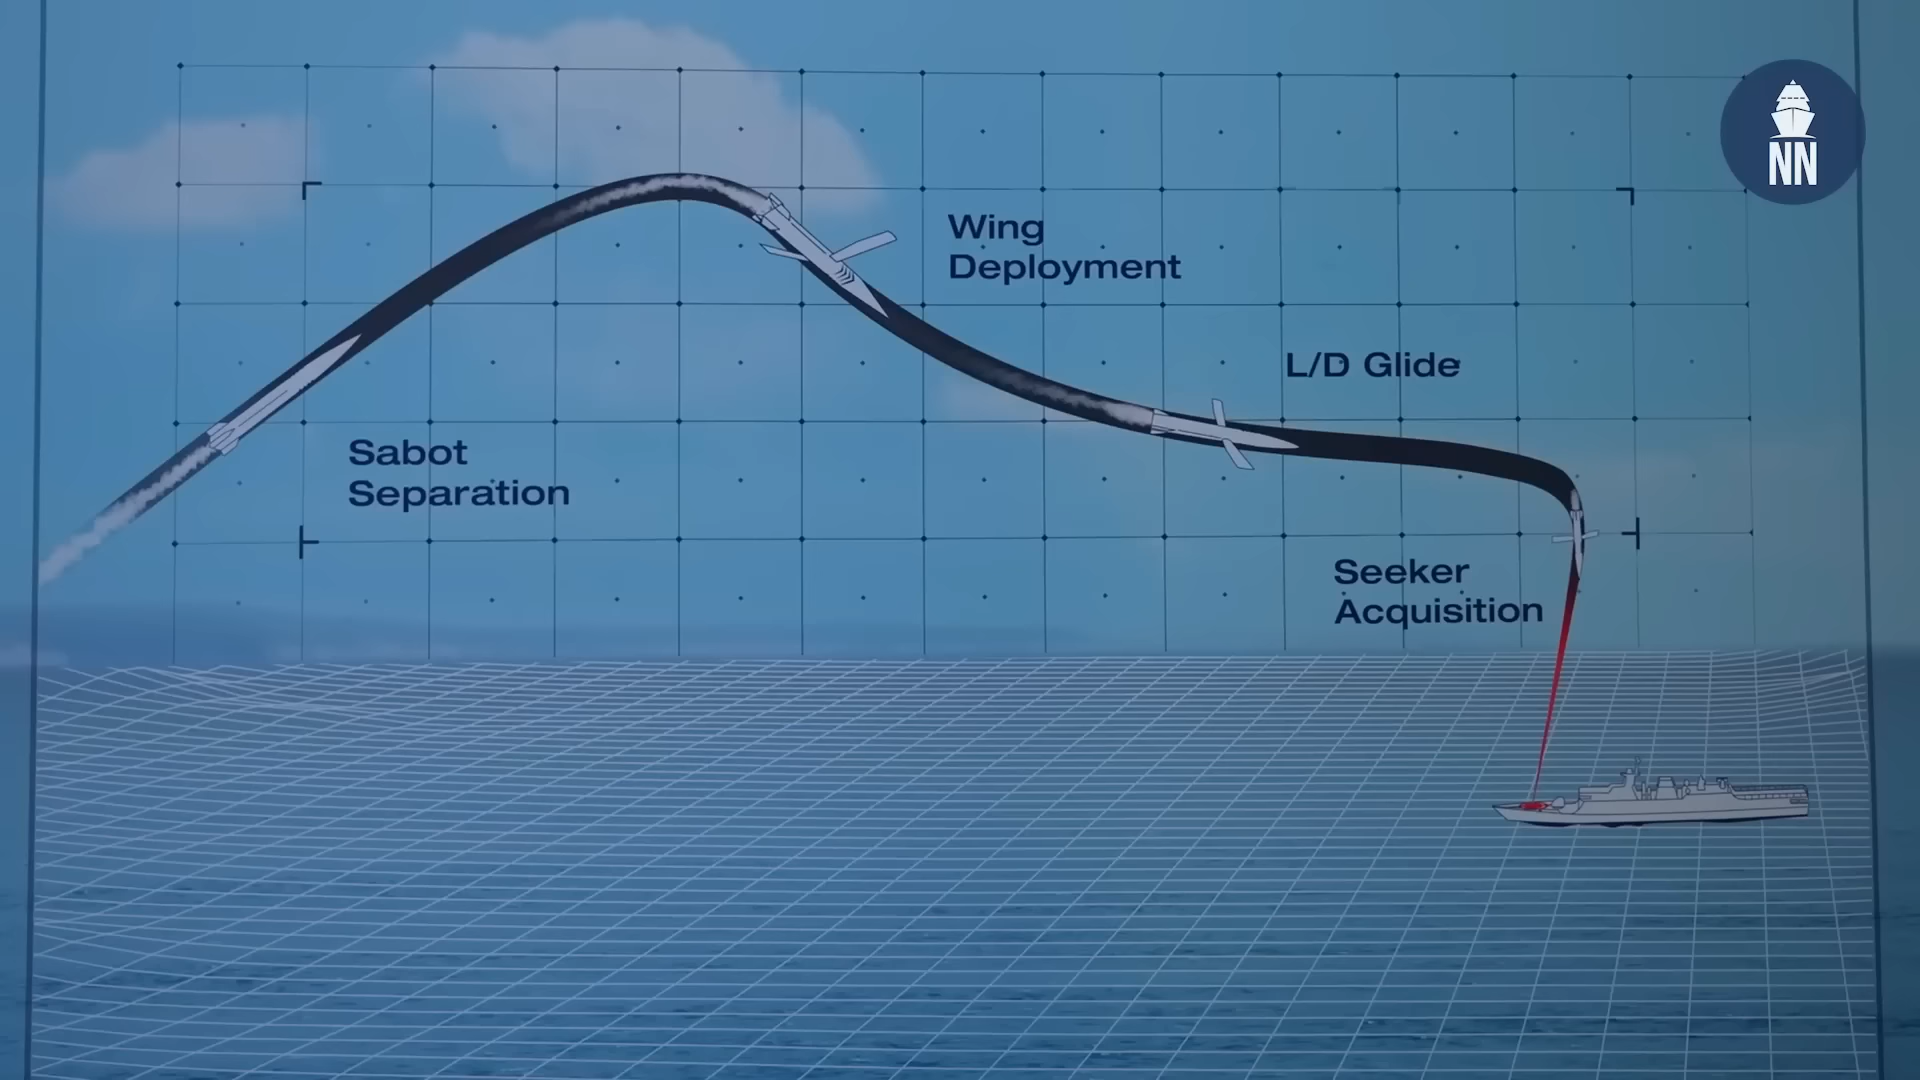 NN
Wing
Deployment
L/D Glide
Sabot
Separation
Seeker
Acquisition